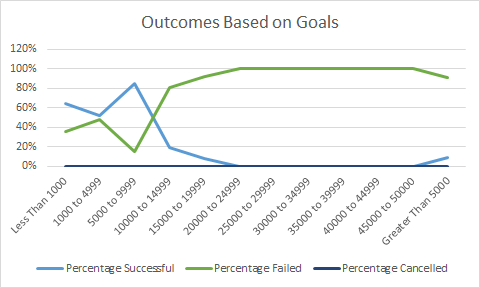 Outcomes Based on Goals
120%
100%
80%
60%
40%
20%
0%
Less Than 1000
1000 to 4999
5000 to 9999
10000 to 14999
15000 to 19999
20000 to 24999
25000 to 29999
30000 to 34999
35000 to 39999
40000 to 44999
45000 to 50000
Greater Than 5000
Percentage Successful Percentage Failed Percentage Cancelled